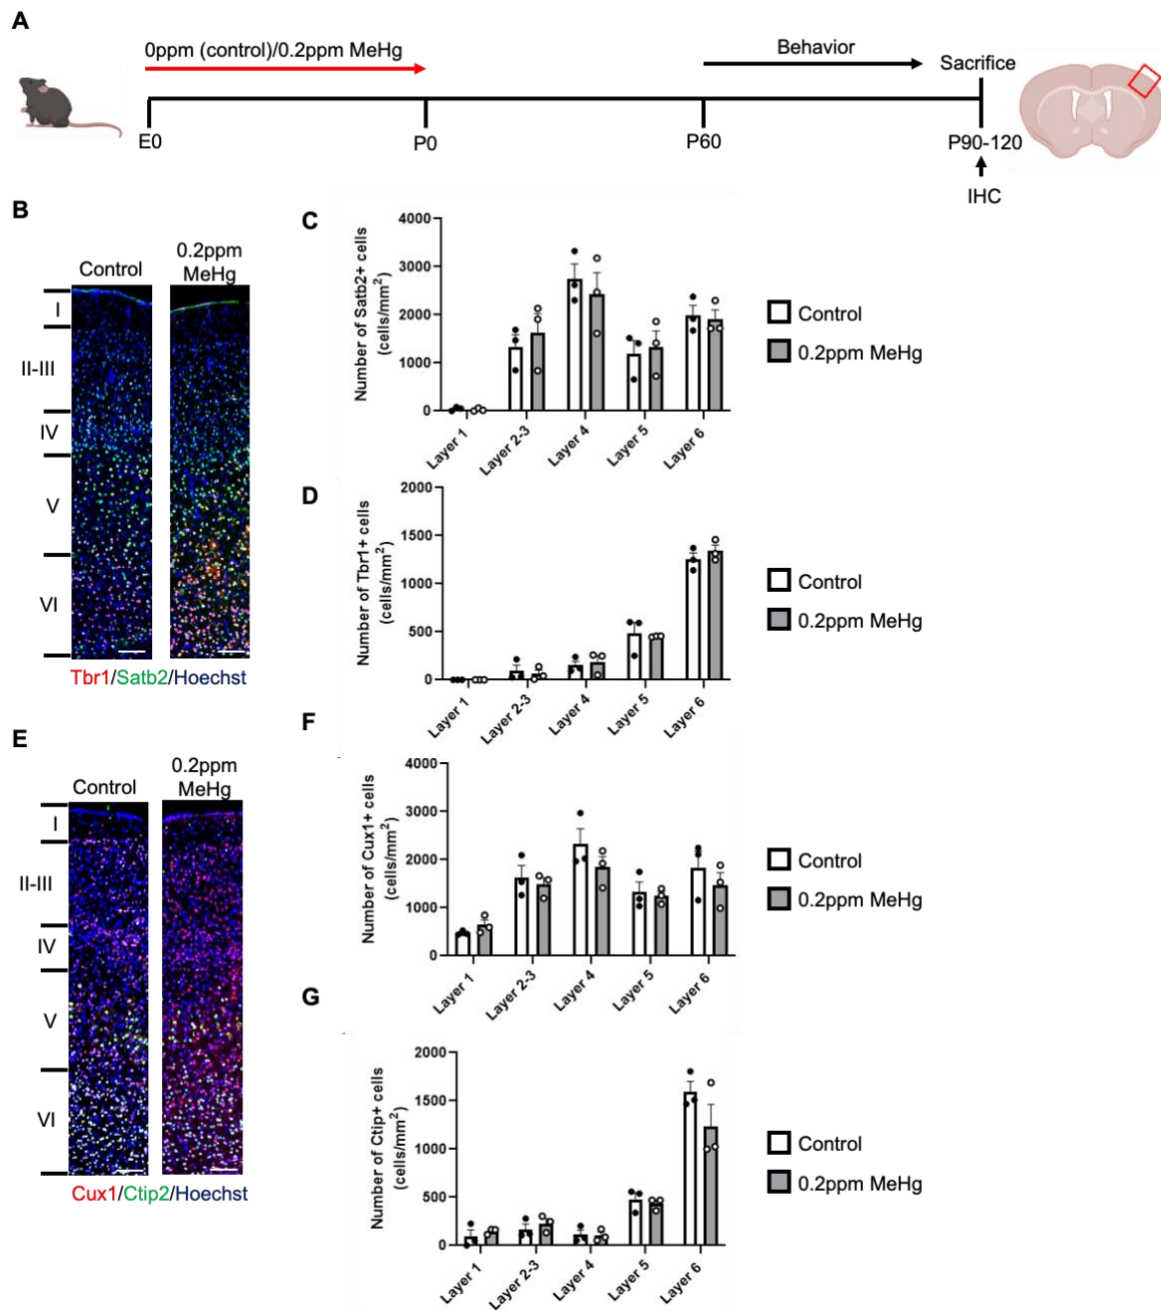 A
0ppm (control)/0.2ppm MeHg
Behavior
Sacrifice
E0
P0
P60
P90-120
IHC
B
Control
0.2ppm
MeHg
I
II-III
IV
V
VI
Tbr1/Satb2/Hoechst
C
Number of Satb2+ cells
(cells/mm²)
4000
3000
2000
1000
0
Layer 1
Layer 2-3
Layer 4
Layer 5
Layer 6
Control
0.2ppm MeHg
D
Number of Tbr1+ cells
(cells/mm²)
2000
1500
1000
500
0
Layer 1
Layer 2-3
Layer 4
Layer 5
Layer 6
Control
0.2ppm MeHg
E
Control
0.2ppm
MeHg
I
II-III
IV
V
VI
Cux1/Ctip2/Hoechst
F
Number of Cux1+ cells
(cells/mm²)
4000
3000
2000
1000
0
Layer 1
Layer 2-3
Layer 4
Layer 5
Layer 6
Control
0.2ppm MeHg
G
Number of Ctip+ cells
(cells/mm²)
2000
1500
1000
500
0
Layer 1
Layer 2-3
Layer 4
Layer 5
Layer 6
Control
0.2ppm MeHg